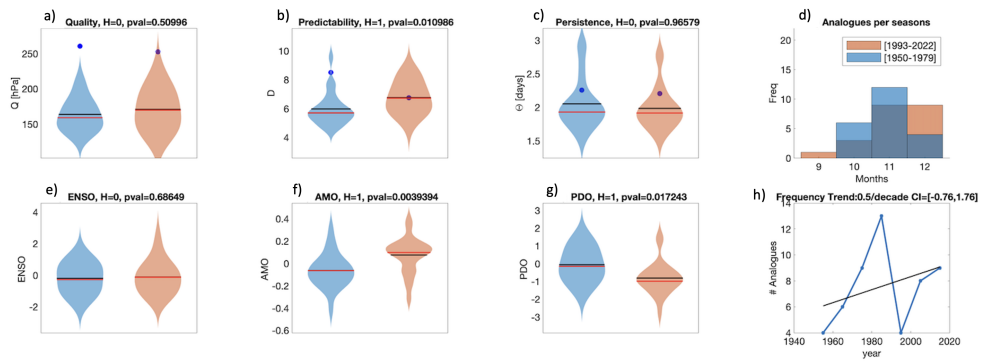 a)
Quality, H=0, pval=0.50996
Q [hPa]
250
200
150
b)
Predictability, H=1, pval=0.010986
D
10
8
6
4
c)
Persistence, H=0, pval=0.96579
Θ [days]
3
2.5
2
1.5
d)
Analogues per seasons
[1993-2022]
[1950-1979]
Freq
20
15
10
5
0
9 10 11 12
Months
e)
ENSO, H=0, pval=0.68649
ENSO
4
2
0
-2
f)
AMO, H=1, pval=0.0039394
AMO
0.4
0.2
0
-0.2
-0.4
-0.6
g)
PDO, H=1, pval=0.017243
PDO
3
2
1
0
-1
-2
-3
h)
Frequency Trend:0.5/decade CI=[-0.76,1.76]
# Analogues
14
12
10
8
6
4
1940 1960 1980 2000 2020
year